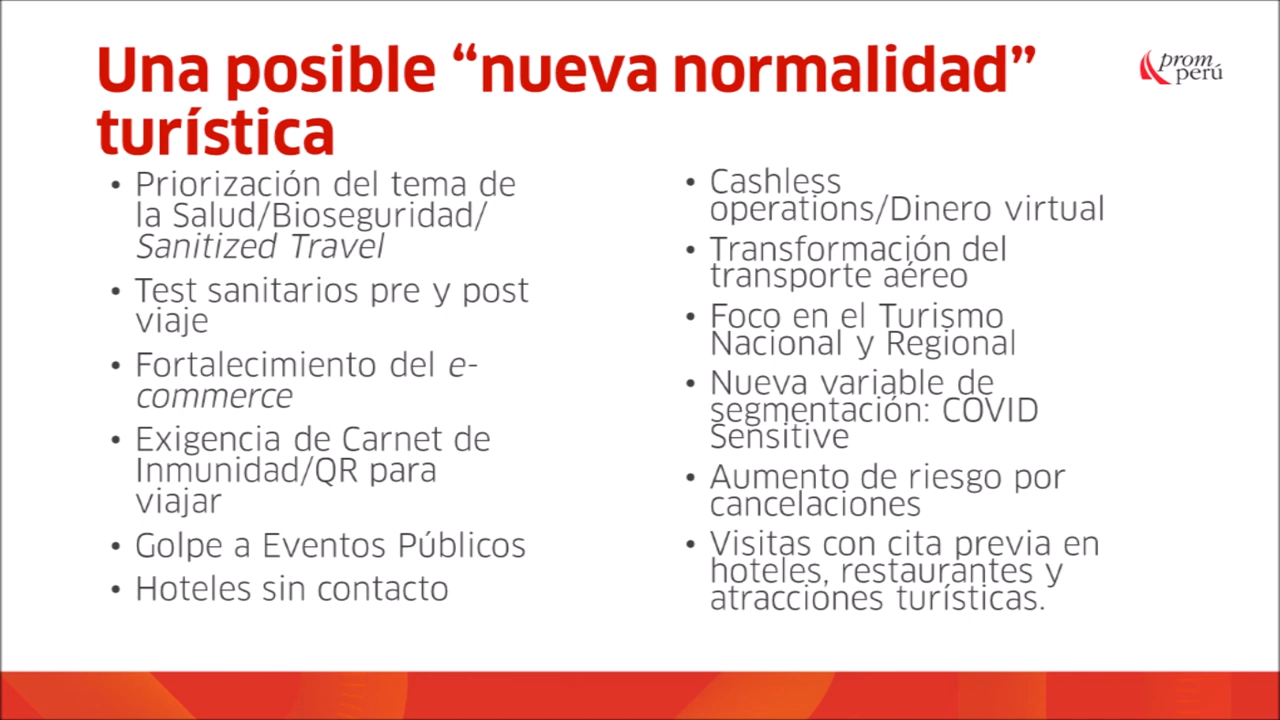 Una posible “nueva normalidad”
turística
prom
perú
• Priorización del tema de
la Salud/Bioseguridad/
Sanitized Travel
• Test sanitarios pre y post
viaje
• Fortalecimiento del e-
commerce
• Exigencia de Carnet de
Inmunidad/QR para
viajar
• Golpe a Eventos Públicos
• Hoteles sin contacto
• Cashless
operations/Dinero virtual
• Transformación del
transporte aéreo
• Foco en el Turismo
Nacional y Regional
• Nueva variable de
segmentación: COVID
Sensitive
• Aumento de riesgo por
cancelaciones
• Visitas con cita previa en
hoteles, restaurantes y
atracciones turísticas.